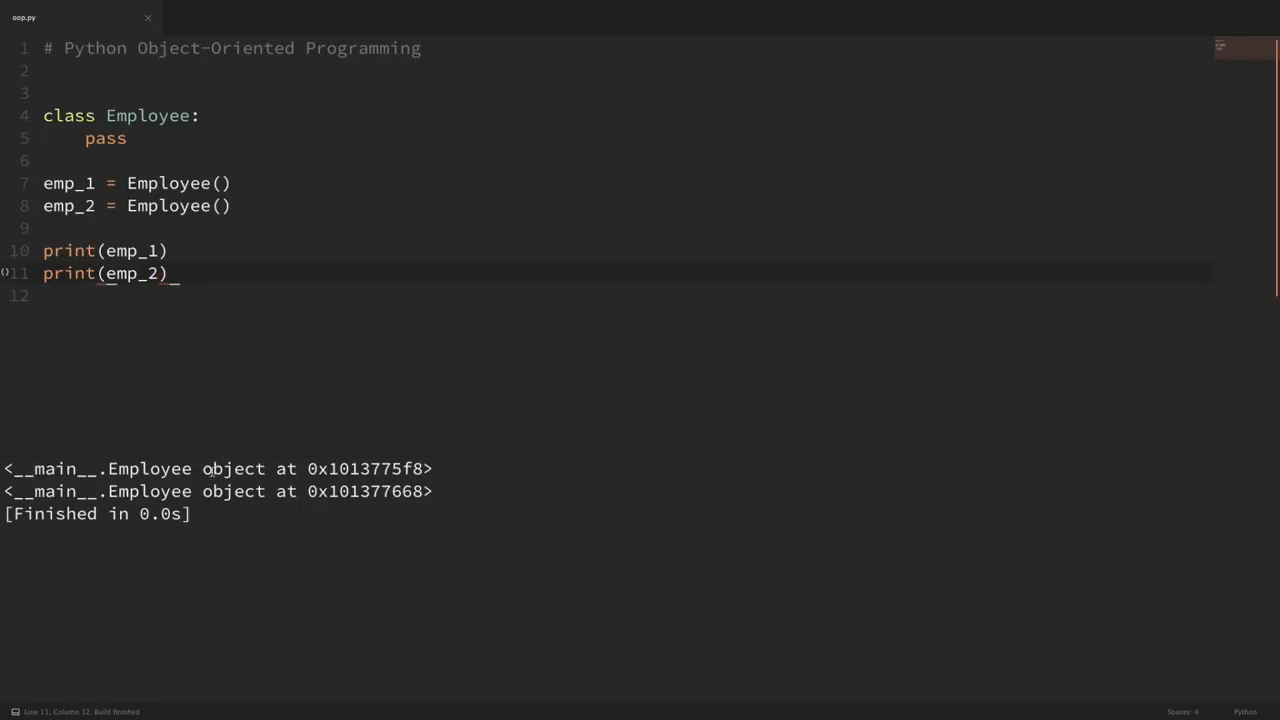 oop.py
1 # Python Object-Oriented Programming
2
3
4 class Employee:
5     pass
6
7 emp_1 = Employee()
8 emp_2 = Employee()
9
10 print(emp_1)
11 print(emp_2)
12
<__main__.Employee object at 0x1013775f8>
<__main__.Employee object at 0x101377668>
[Finished in 0.0s]
Line 11, Column 12; Build finished Spaces: 4 Python